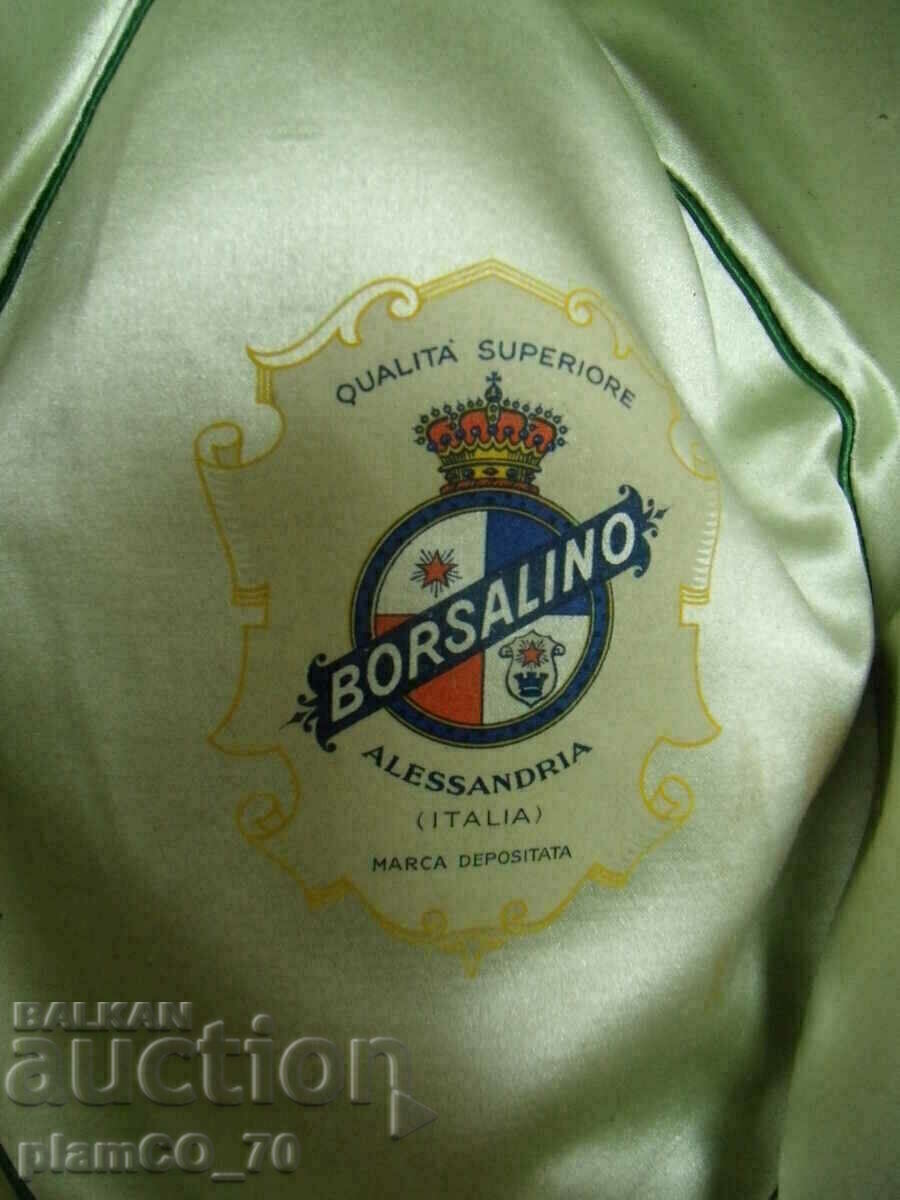 QUALITÀ SUPERIORE
BORSALINO
ALESSANDRIA
(ITALIA)
MARCA DEPOSITATA
BALKAN
auction
plamCO_70